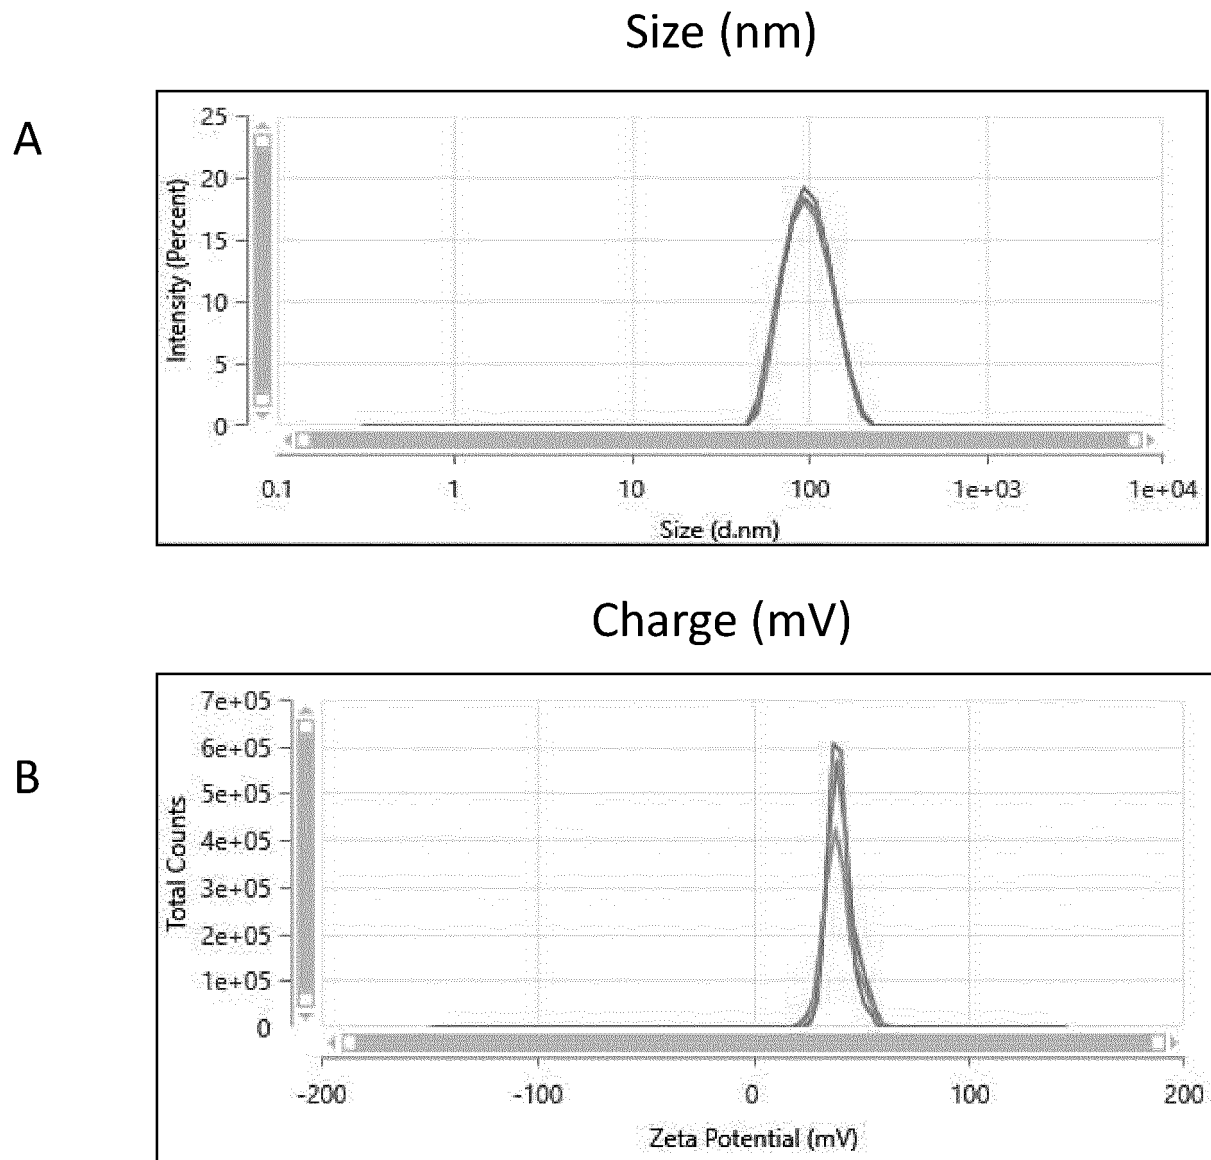 Size (nm)
A
Intensity (Percent)
25
20
15
10
5
0
0.1 1 10 100 1e+03 1e+04
Size (d.nm)
Charge (mV)
B
Total Counts
7e+05
6e+05
5e+05
4e+05
3e+05
2e+05
1e+05
0
-200 -100 0 100 200
Zeta Potential (mV)